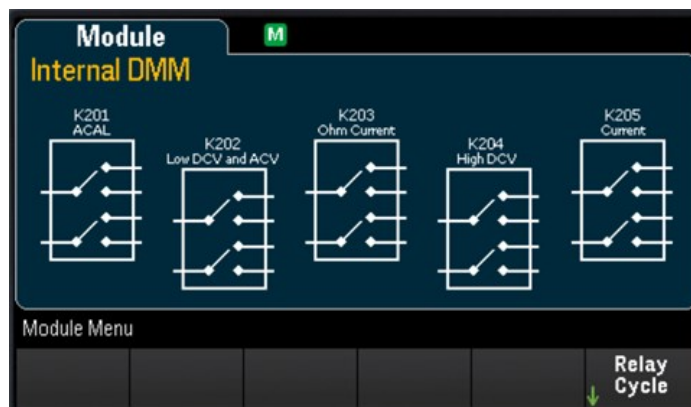 Module
M
Internal DMM
K201
ACAL
K202
Low DCV and ACV
K203
Ohm Current
K204
High DCV
K205
Current
Module Menu
Relay
Cycle